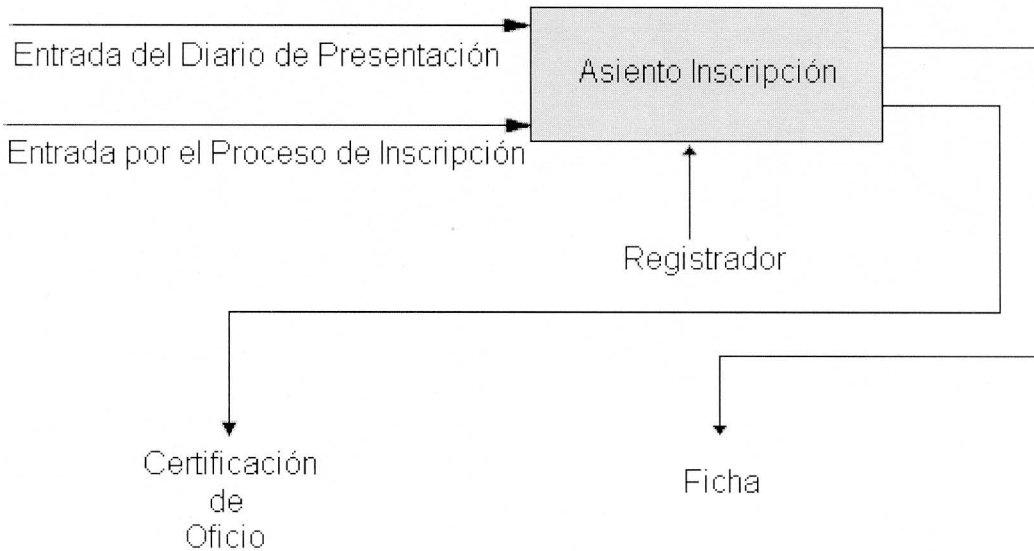 Entrada del Diario de Presentación
Asiento Inscripción
Entrada por el Proceso de Inscripción
Registrador
Certificación
de
Oficio
Ficha